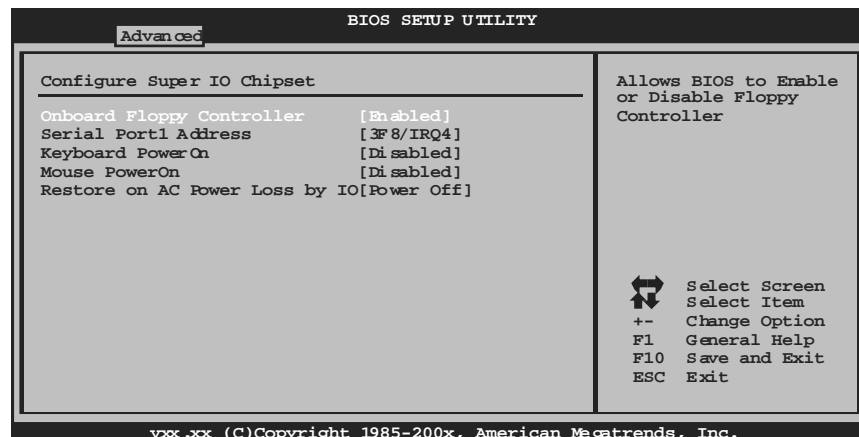 BIOS SETUP UTILITY
Advanced
Configure Super IO Chipset
Onboard Floppy Controller [Enabled]
Serial Port1 Address [3F8/IRQ4]
Keyboard PowerOn [Disabled]
Mouse PowerOn [Disabled]
Restore on AC Power Loss by IO[Power Off]
Allows BIOS to Enable
or Disable Floppy
Controller
Select Screen
Select Item
+- Change Option
F1 General Help
F10 Save and Exit
ESC Exit
vxx.xx (C)Copyright 1985-200x, American Megatrends, Inc.